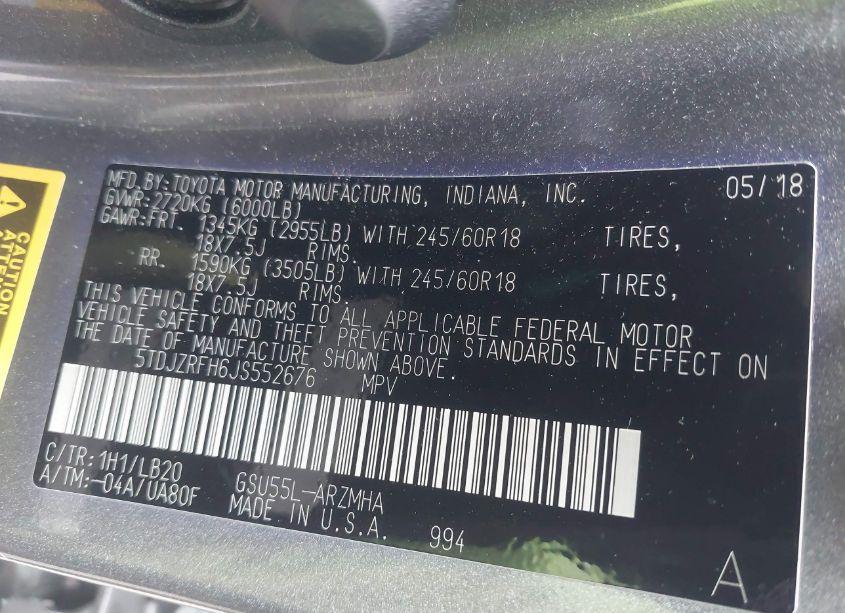 CAUTION
ATTENTION
MFD.BY:TOYOTA MOTOR MANUFACTURING, INDIANA, INC. 05/18
GVWR:2720KG (6000LB)
GAWR:FRT. 1345KG (2955LB) WITH 245/60R18 TIRES,
18X7.5J RIMS.
RR. 1590KG (3505LB) WITH 245/60R18 TIRES,
18X7.5J RIMS.
THIS VEHICLE CONFORMS TO ALL APPLICABLE FEDERAL MOTOR
VEHICLE SAFETY AND THEFT PREVENTION STANDARDS IN EFFECT ON
THE DATE OF MANUFACTURE SHOWN ABOVE.
5TDJZRFH6JS552676 MPV
C/TR:1H1/LB20
A/TM:-04A/UA80F
GSU55L-ARZMHA
MADE IN U.S.A.
994
A